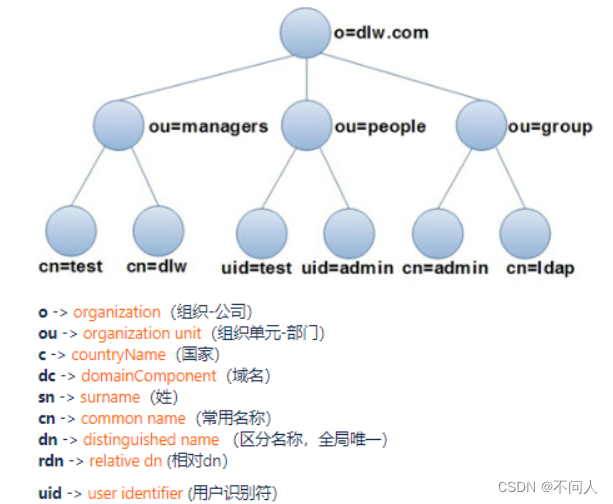 o=dlw.com
ou=managers
ou=people
ou=group
cn=test
cn=dlw
uid=test
uid=admin
cn=admin
cn=ldap
o -> organization（组织-公司）
ou -> organization unit（组织单元-部门）
c -> countryName（国家）
dc -> domainComponent（域名）
sn -> surname（姓）
cn -> common name（常用名称）
dn -> distinguished name （区分名称，全局唯一）
rdn -> relative dn (相对dn）
uid -> user identifier (用户识别符）
CSDN @不问人